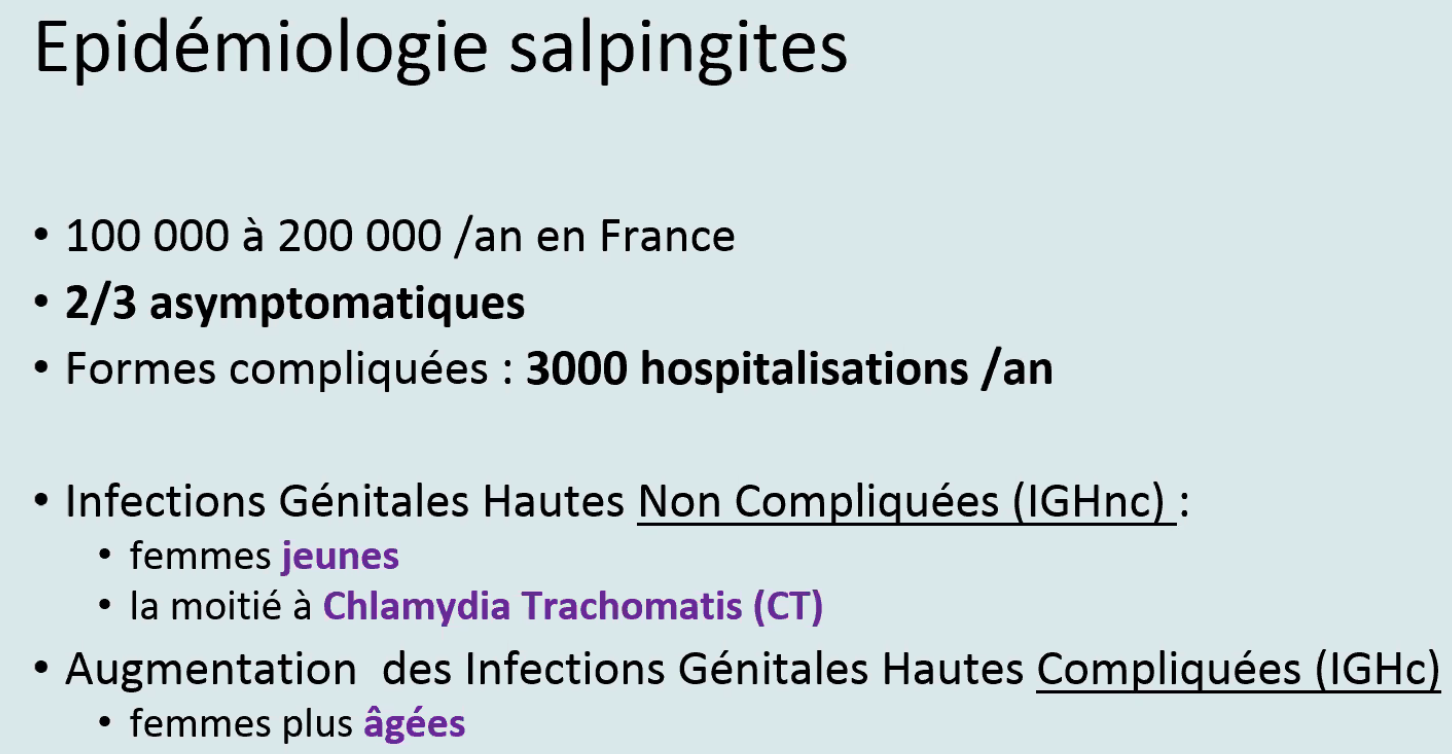 Epidémiologie salpingites
• 100 000 à 200 000 /an en France
• 2/3 asymptomatiques
• Formes compliquées : 3000 hospitalisations /an
• Infections Génitales Hautes Non Compliquées (IGHnc) :
• femmes jeunes
• la moitié à Chlamydia Trachomatis (CT)
• Augmentation  des Infections Génitales Hautes Compliquées (IGHc)
• femmes plus âgées